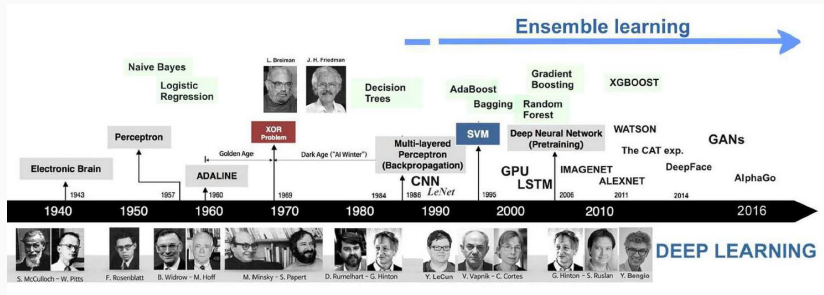 Ensemble learning
L. Breiman
J. H. Friedman
Naive Bayes
Logistic
Regression
Decision
Trees
AdaBoost
Bagging
Gradient
Boosting
Random
Forest
XGBOOST
Perceptron
XOR
Problem
SVM
Deep Neural Network
(Pretraining)
WATSON
GANs
Electronic Brain
ADALINE
Golden Age
Dark Age ("AI Winter")
Multi-layered
Perceptron
(Backpropagation)
The CAT exp.
CNN
LeNet
GPU
LSTM
IMAGENET
ALEXNET
DeepFace
AlphaGo
1943
1957
1960
1969
1984
1986
1995
2006
2011
2014
1940
1950
1960
1970
1980
1990
2000
2010
2016
DEEP LEARNING
S. McCulloch – W. Pitts
F. Rosenblatt
B. Widrow – M. Hoff
M. Minsky – S. Papert
D. Rumelhart – G. Hinton
Y. LeCun
V. Vapnik – C. Cortes
G. Hinton – S. Ruslan
Y. Bengio